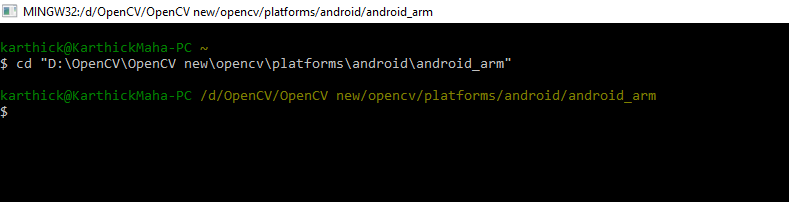 MINGW32:/d/OpenCV/OpenCV new/opencv/platforms/android/android_arm
karthick@KarthickMaha-PC ~
$ cd "D:\OpenCV\OpenCV new\opencv\platforms\android\android_arm"
karthick@KarthickMaha-PC /d/OpenCV/OpenCV new/opencv/platforms/android/android_arm
$